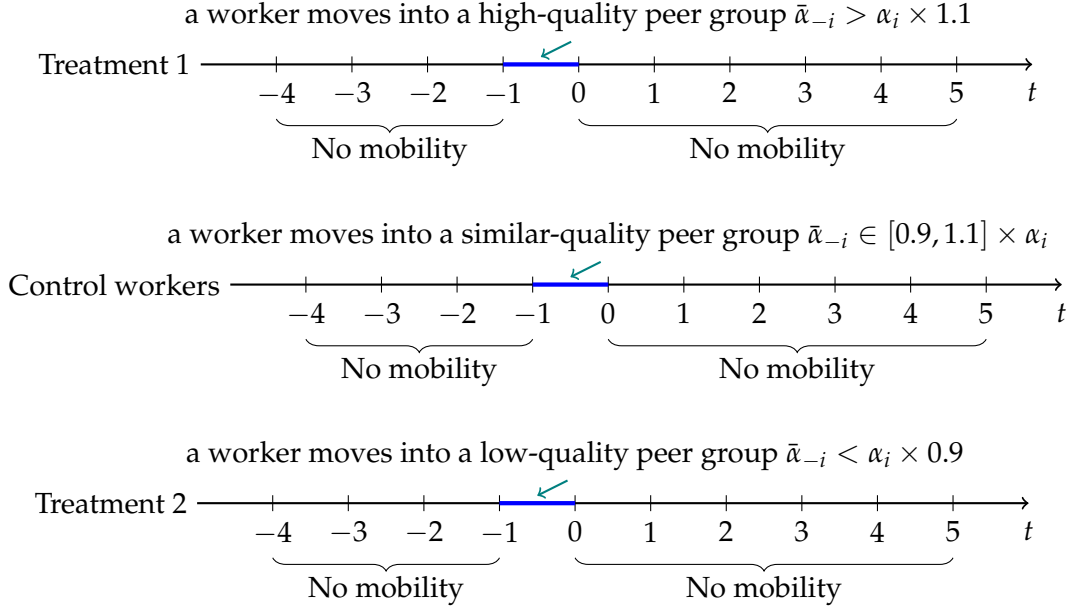 a worker moves into a high-quality peer group ᾱ₋ᵢ > αᵢ × 1.1
Treatment 1
−4 −3 −2 −1 0 1 2 3 4 5 t
No mobility No mobility
a worker moves into a similar-quality peer group ᾱ₋ᵢ ∈ [0.9, 1.1] × αᵢ
Control workers
−4 −3 −2 −1 0 1 2 3 4 5 t
No mobility No mobility
a worker moves into a low-quality peer group ᾱ₋ᵢ < αᵢ × 0.9
Treatment 2
−4 −3 −2 −1 0 1 2 3 4 5 t
No mobility No mobility